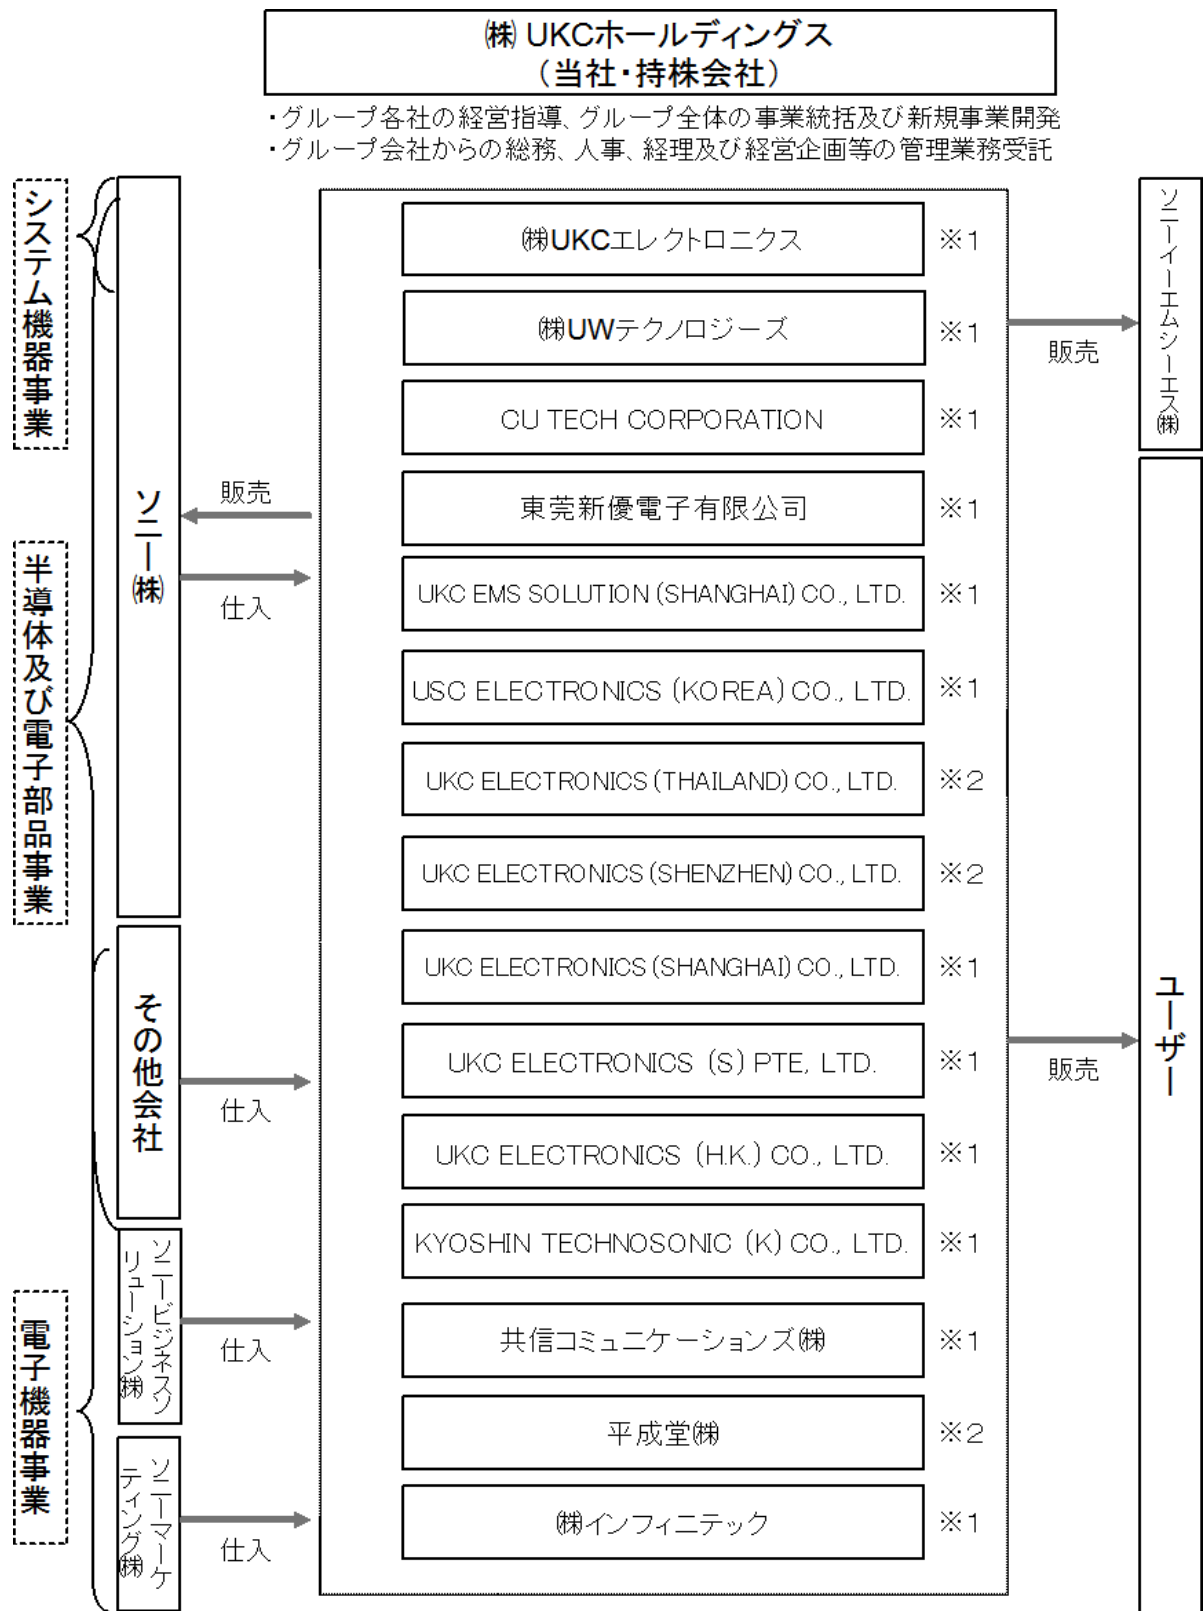 ㈱ UKCホールディングス
(当社・持株会社)
・グループ各社の経営指導、グループ全体の事業統括及び新規事業開発
・グループ会社からの総務、人事、経理及び経営企画等の管理業務受託
システム機器事業
半導体及び電子部品事業
電子機器事業
ソニー㈱
その他会社
ソニービジネスソ
リューション㈱
ソニーマーケ
ティング㈱
販売
仕入
仕入
仕入
仕入
㈱UKCエレクトロニクス ※1
㈱UWテクノロジーズ ※1
CU TECH CORPORATION ※1
東莞新優電子有限公司 ※1
UKC EMS SOLUTION (SHANGHAI) CO., LTD. ※1
USC ELECTRONICS (KOREA) CO., LTD. ※1
UKC ELECTRONICS (THAILAND) CO., LTD. ※2
UKC ELECTRONICS (SHENZHEN) CO., LTD. ※2
UKC ELECTRONICS (SHANGHAI) CO., LTD. ※1
UKC ELECTRONICS (S) PTE, LTD. ※1
UKC ELECTRONICS (H.K.) CO., LTD. ※1
KYOSHIN TECHNOSONIC (K) CO., LTD. ※1
共信コミュニケーションズ㈱ ※1
平成堂㈱ ※2
㈱インフィニテック ※1
販売
販売
ソニーイーエムシーエス㈱
ユーザー